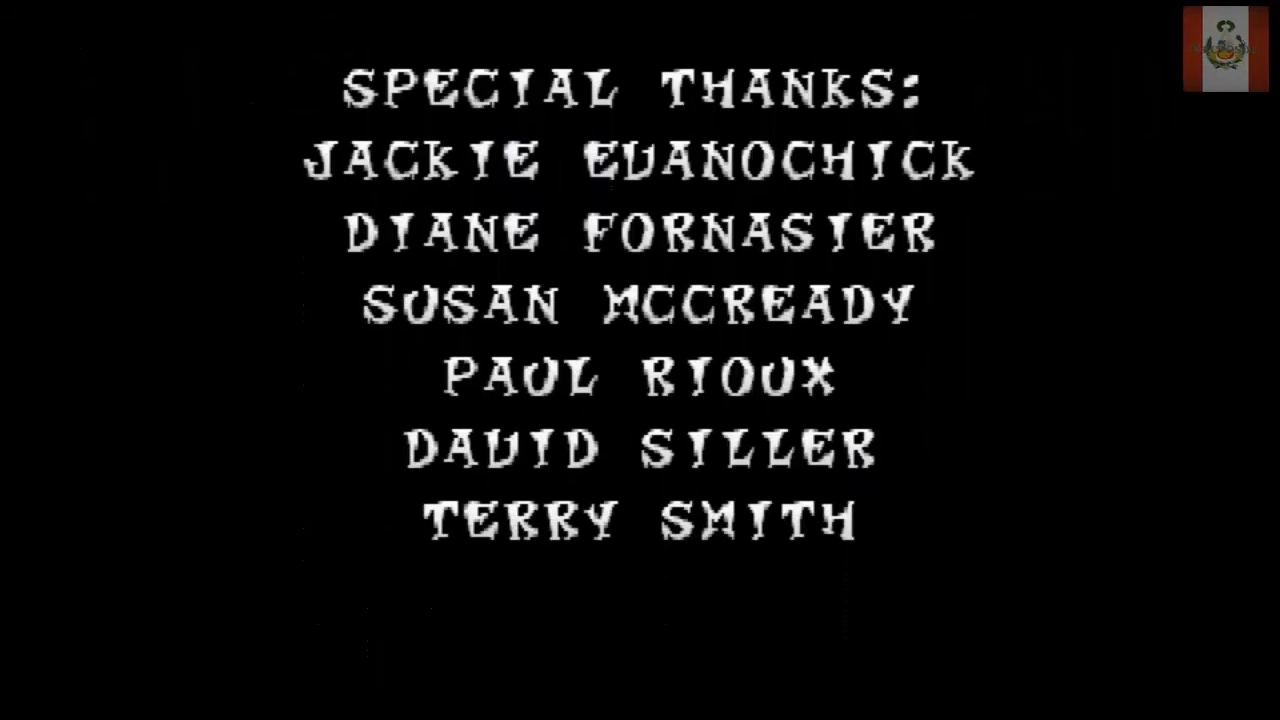 SPECIAL THANKS:
JACKIE EVANOCHICK
DIANE FORNASIER
SUSAN MCCREADY
PAUL RIOUX
DAVID SILLER
TERRY SMITH